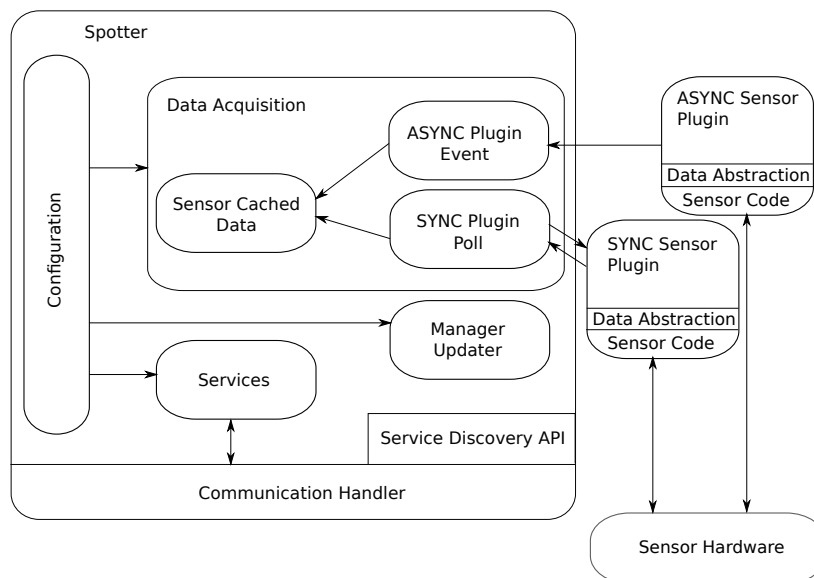 Spotter
Configuration
Data Acquisition
ASYNC Plugin
Event
Sensor Cached
Data
SYNC Plugin
Poll
Manager
Updater
Services
Service Discovery API
Communication Handler
ASYNC Sensor
Plugin
Data Abstraction
Sensor Code
SYNC Sensor
Plugin
Data Abstraction
Sensor Code
Sensor Hardware